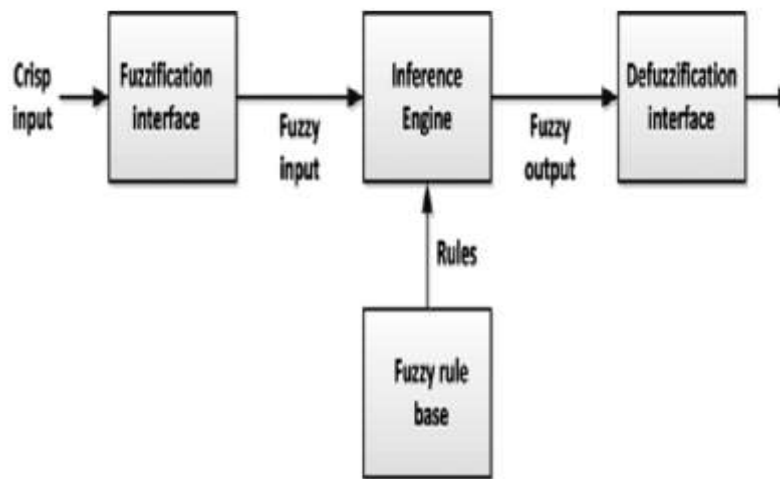 Crisp
input
Fuzzification
interface
Fuzzy
input
Inference
Engine
Fuzzy
output
Defuzzification
interface
Rules
Fuzzy rule
base